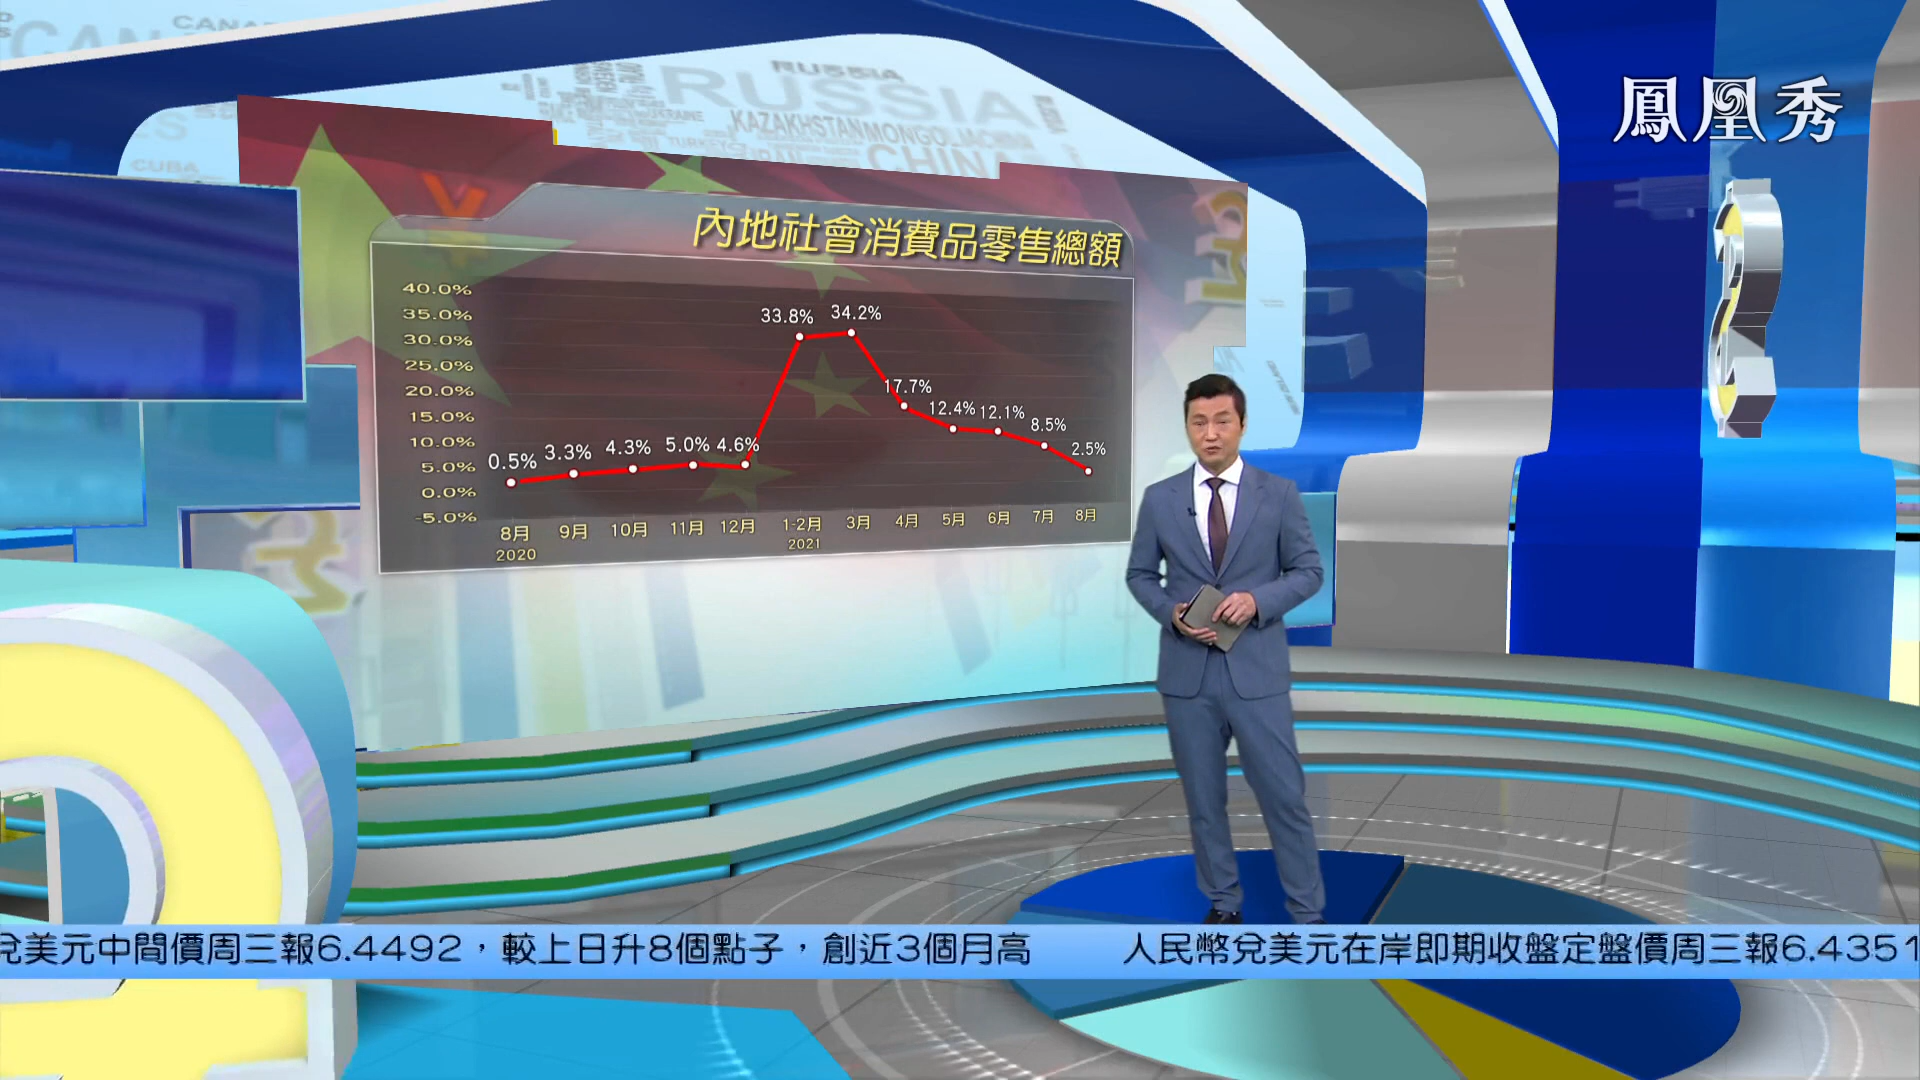 CANA
CAN
RUSSIA
RUSSIA
UKRAINE
KAZAKHSTAN
MONGO
TURKEY
CHINA
CUBA
鳳凰秀
內地社會消費品零售總額
40.0%
35.0%
30.0%
25.0%
20.0%
15.0%
10.0%
5.0%
0.0%
-5.0%
0.5%
3.3%
4.3%
5.0%
4.6%
33.8%
34.2%
17.7%
12.4%
12.1%
8.5%
2.5%
8月 9月 10月 11月 12月 1-2月 3月 4月 5月 6月 7月 8月
2020 2021
兌美元中間價周三報6.4492，較上日升8個點子，創近3個月高 人民幣兌美元在岸即期收盤定盤價周三報6.4351